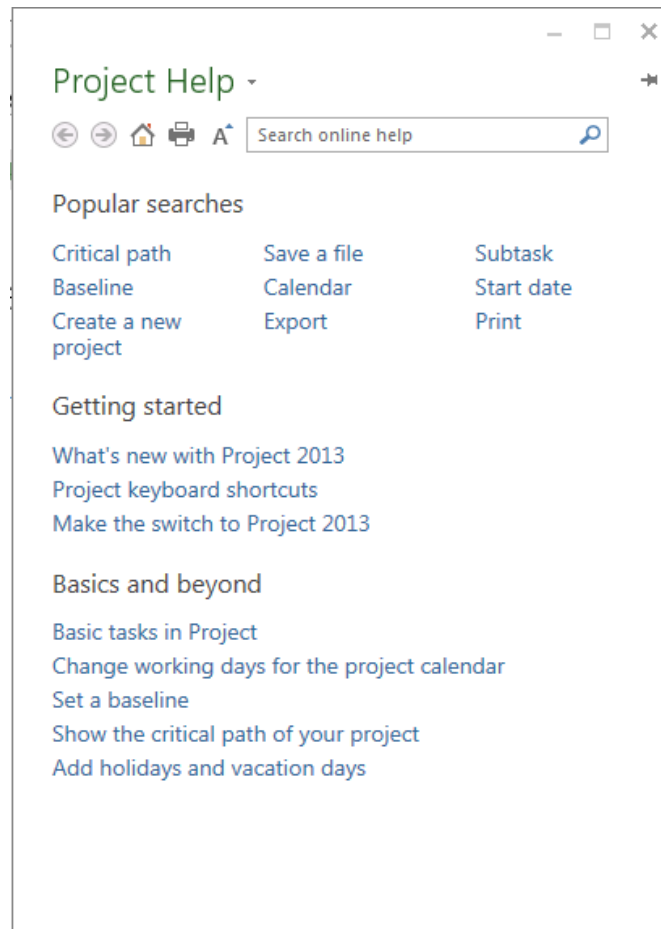 Project Help
A
Search online help
Popular searches
Critical path Save a file Subtask
Baseline Calendar Start date
Create a new Export Print
project
Getting started
What's new with Project 2013
Project keyboard shortcuts
Make the switch to Project 2013
Basics and beyond
Basic tasks in Project
Change working days for the project calendar
Set a baseline
Show the critical path of your project
Add holidays and vacation days